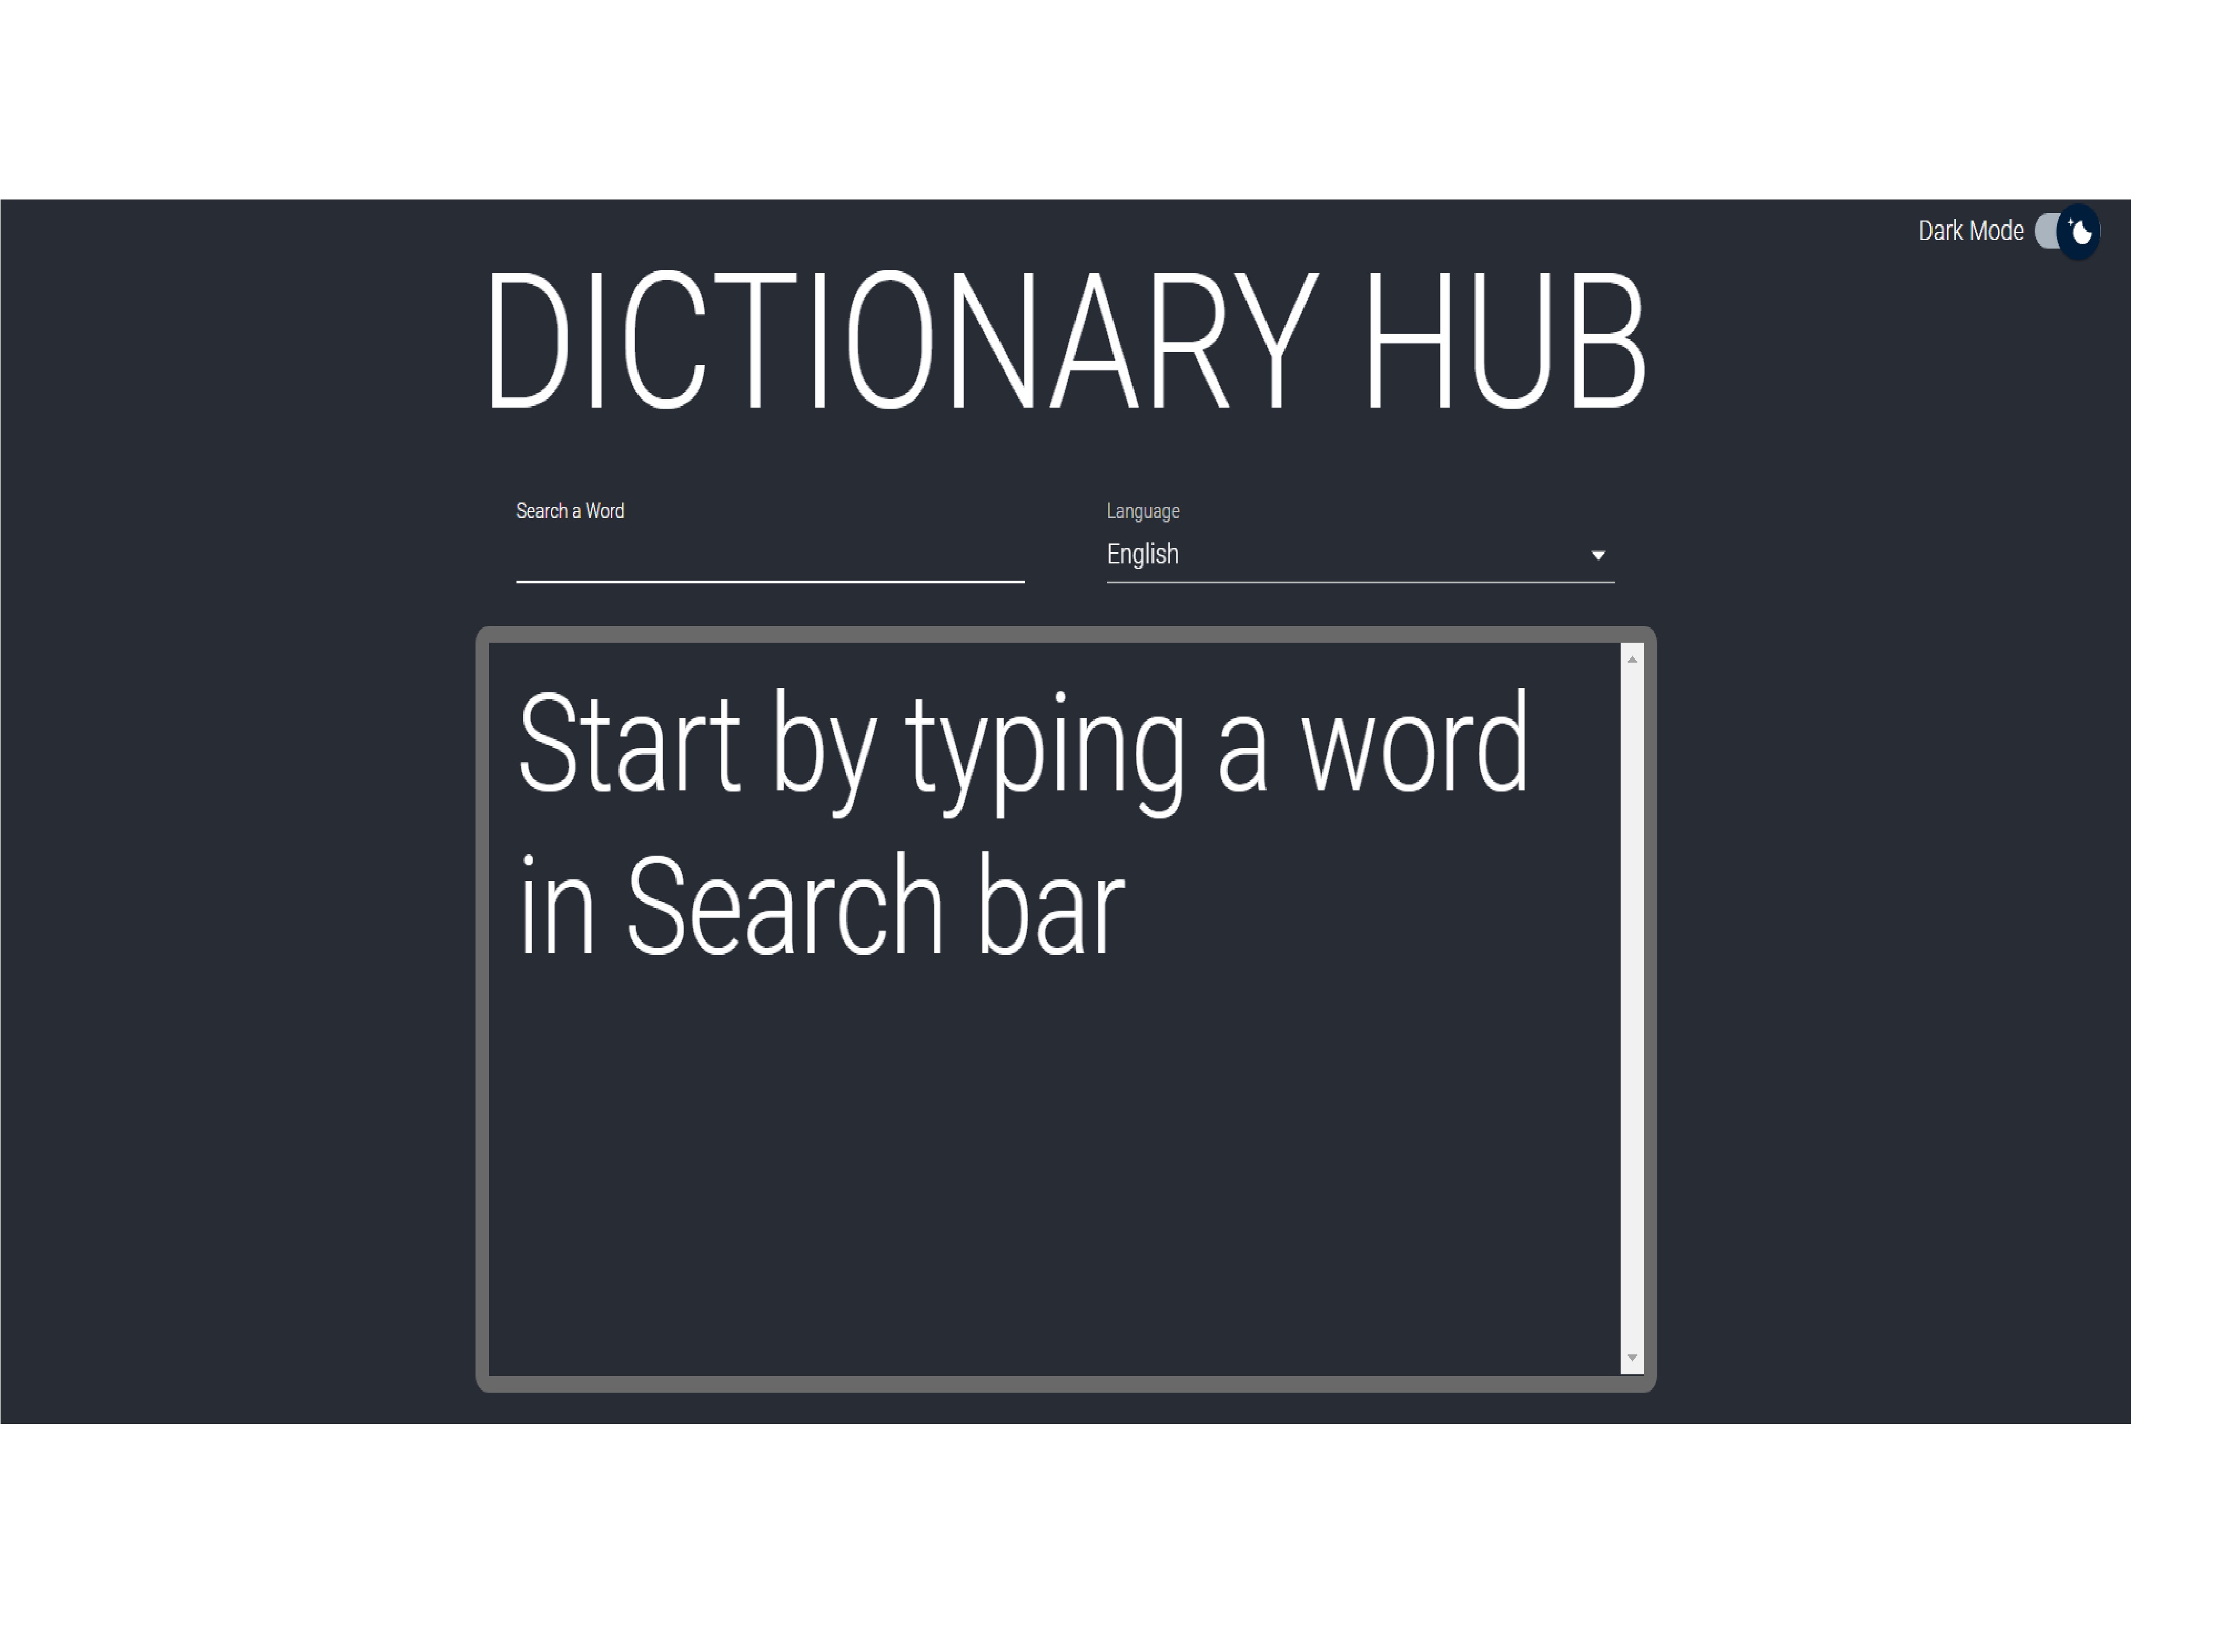 Dark Mode
DICTIONARY HUB
Search a Word
Language
English
Start by typing a word
in Search bar